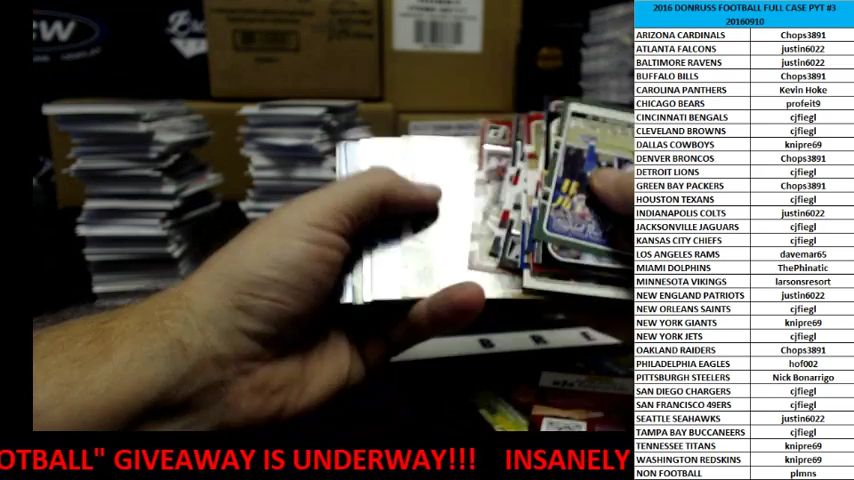 2016 DONRUSS FOOTBALL FULL CASE PYT #3
20160910
ARIZONA CARDINALS Chops3891
ATLANTA FALCONS justin6022
BALTIMORE RAVENS justin6022
BUFFALO BILLS Chops3891
CAROLINA PANTHERS Kevin Hoke
CHICAGO BEARS profeit9
CINCINNATI BENGALS cjfiegl
CLEVELAND BROWNS cjfiegl
DALLAS COWBOYS knipre69
DENVER BRONCOS Chops3891
DETROIT LIONS cjfiegl
GREEN BAY PACKERS Chops3891
HOUSTON TEXANS cjfiegl
INDIANAPOLIS COLTS justin6022
JACKSONVILLE JAGUARS cjfiegl
KANSAS CITY CHIEFS cjfiegl
LOS ANGELES RAMS davemar65
MIAMI DOLPHINS ThePhinatic
MINNESOTA VIKINGS larsonsresort
NEW ENGLAND PATRIOTS justin6022
NEW ORLEANS SAINTS cjfiegl
NEW YORK GIANTS knipre69
NEW YORK JETS cjfiegl
OAKLAND RAIDERS Chops3891
PHILADELPHIA EAGLES hof002
PITTSBURGH STEELERS Nick Bonarrigo
SAN DIEGO CHARGERS cjfiegl
SAN FRANCISCO 49ERS cjfiegl
SEATTLE SEAHAWKS justin6022
TAMPA BAY BUCCANEERS cjfiegl
TENNESSEE TITANS knipre69
WASHINGTON REDSKINS knipre69
NON FOOTBALL plmns
B R E
OTBALL" GIVEAWAY IS UNDERWAY!!! INSANELY